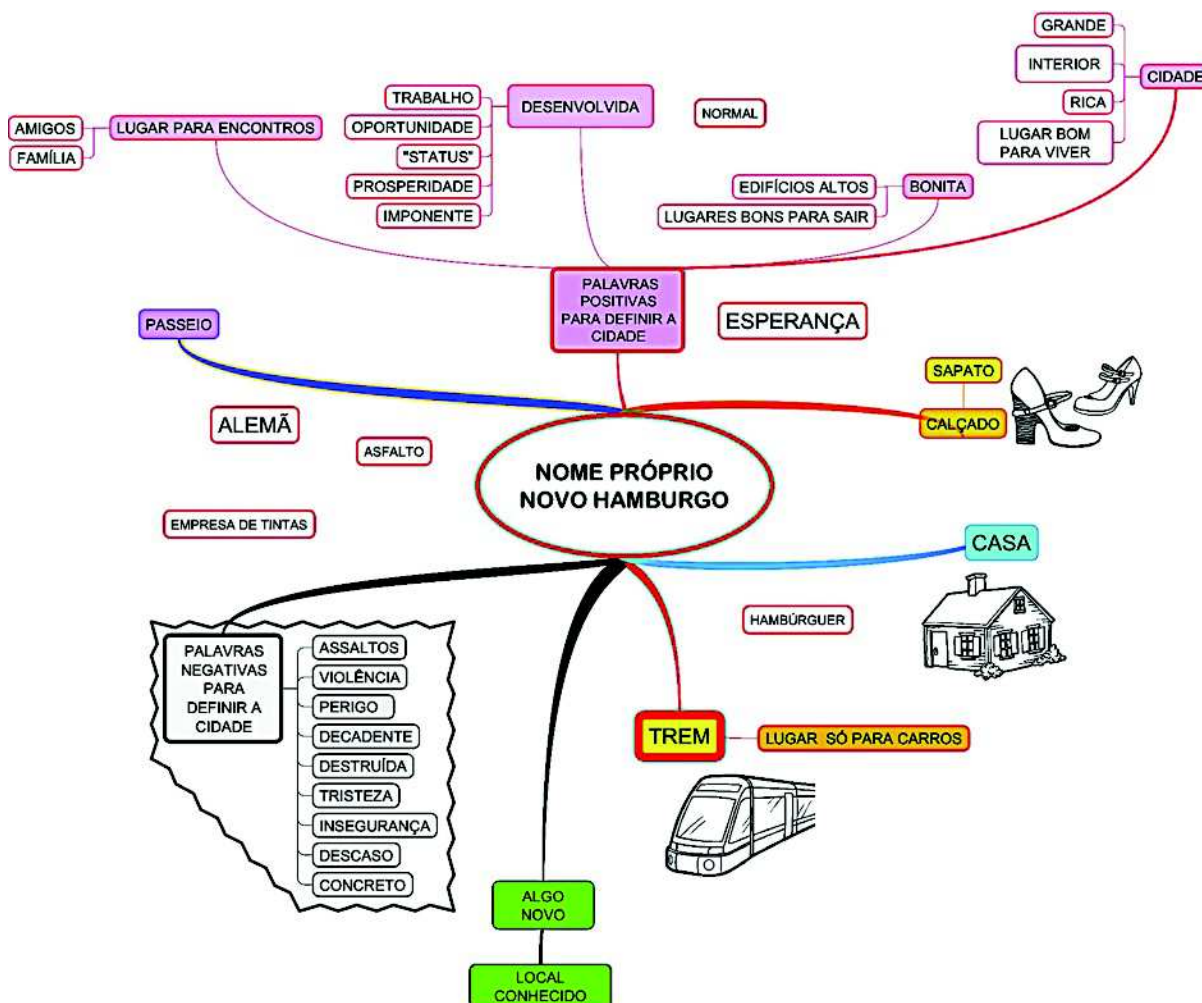 GRANDE
INTERIOR
RICA
LUGAR BOM
PARA VIVER
CIDADE
TRABALHO
OPORTUNIDADE
"STATUS"
PROSPERIDADE
IMPONENTE
DESENVOLVIDA
NORMAL
AMIGOS
FAMÍLIA
LUGAR PARA ENCONTROS
EDIFÍCIOS ALTOS
LUGARES BONS PARA SAIR
BONITA
PALAVRAS
POSITIVAS
PARA DEFINIR A
CIDADE
ESPERANÇA
PASSEIO
SAPATO
CALÇADO
ALEMÃ
ASFALTO
NOME PRÓPRIO
NOVO HAMBURGO
EMPRESA DE TINTAS
CASA
HAMBÚRGUER
PALAVRAS
NEGATIVAS
PARA
DEFINIR A
CIDADE
ASSALTOS
VIOLÊNCIA
PERIGO
DECADENTE
DESTRUÍDA
TRISTEZA
INSEGURANÇA
DESCASO
CONCRETO
TREM
LUGAR SÓ PARA CARROS
ALGO
NOVO
LOCAL
CONHECIDO